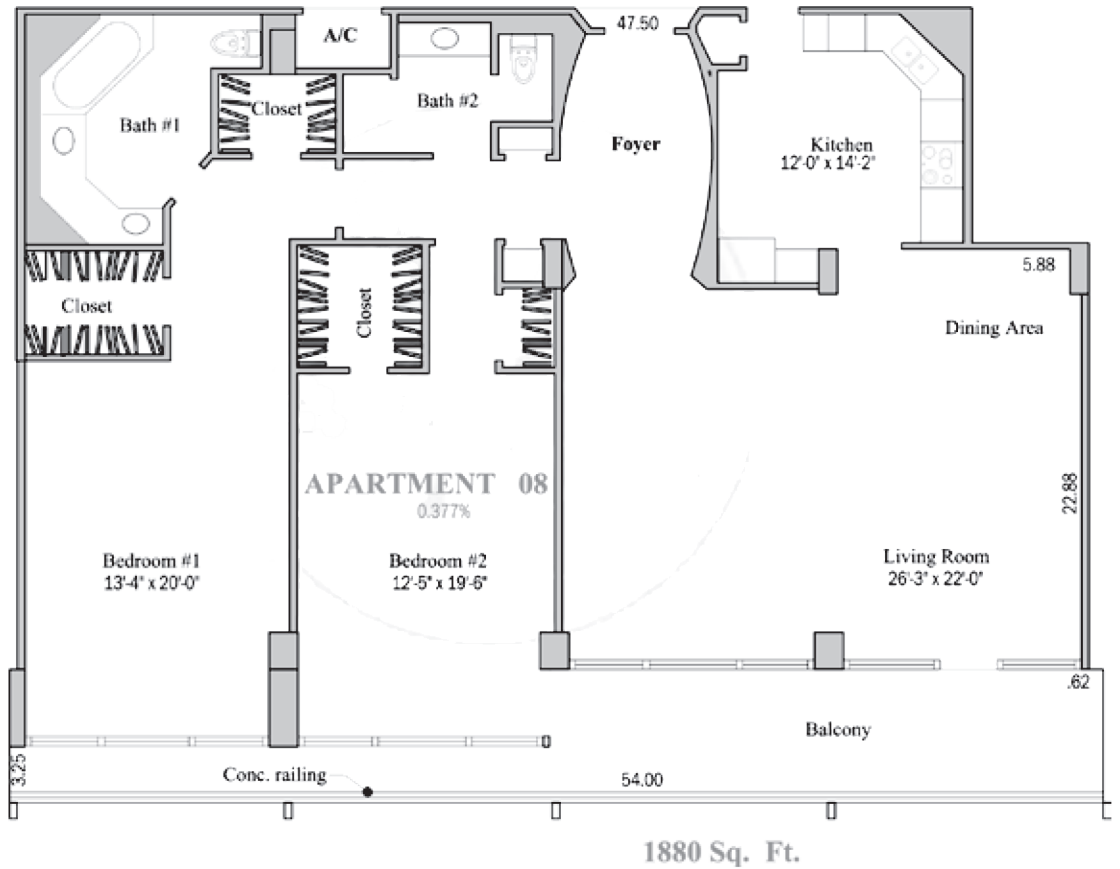 47.50
A/C
Closet
Bath #2
Bath #1
Foyer
Kitchen
12'-0" x 14'-2"
5.88
Closet
Closet
Dining Area
APARTMENT 08
0.377%
22.88
Bedroom #1
13'-4" x 20'-0"
Bedroom #2
12'-5" x 19'-6"
Living Room
26'-3" x 22'-0"
.62
Balcony
3.25
Conc. railing
54.00
1880 Sq. Ft.